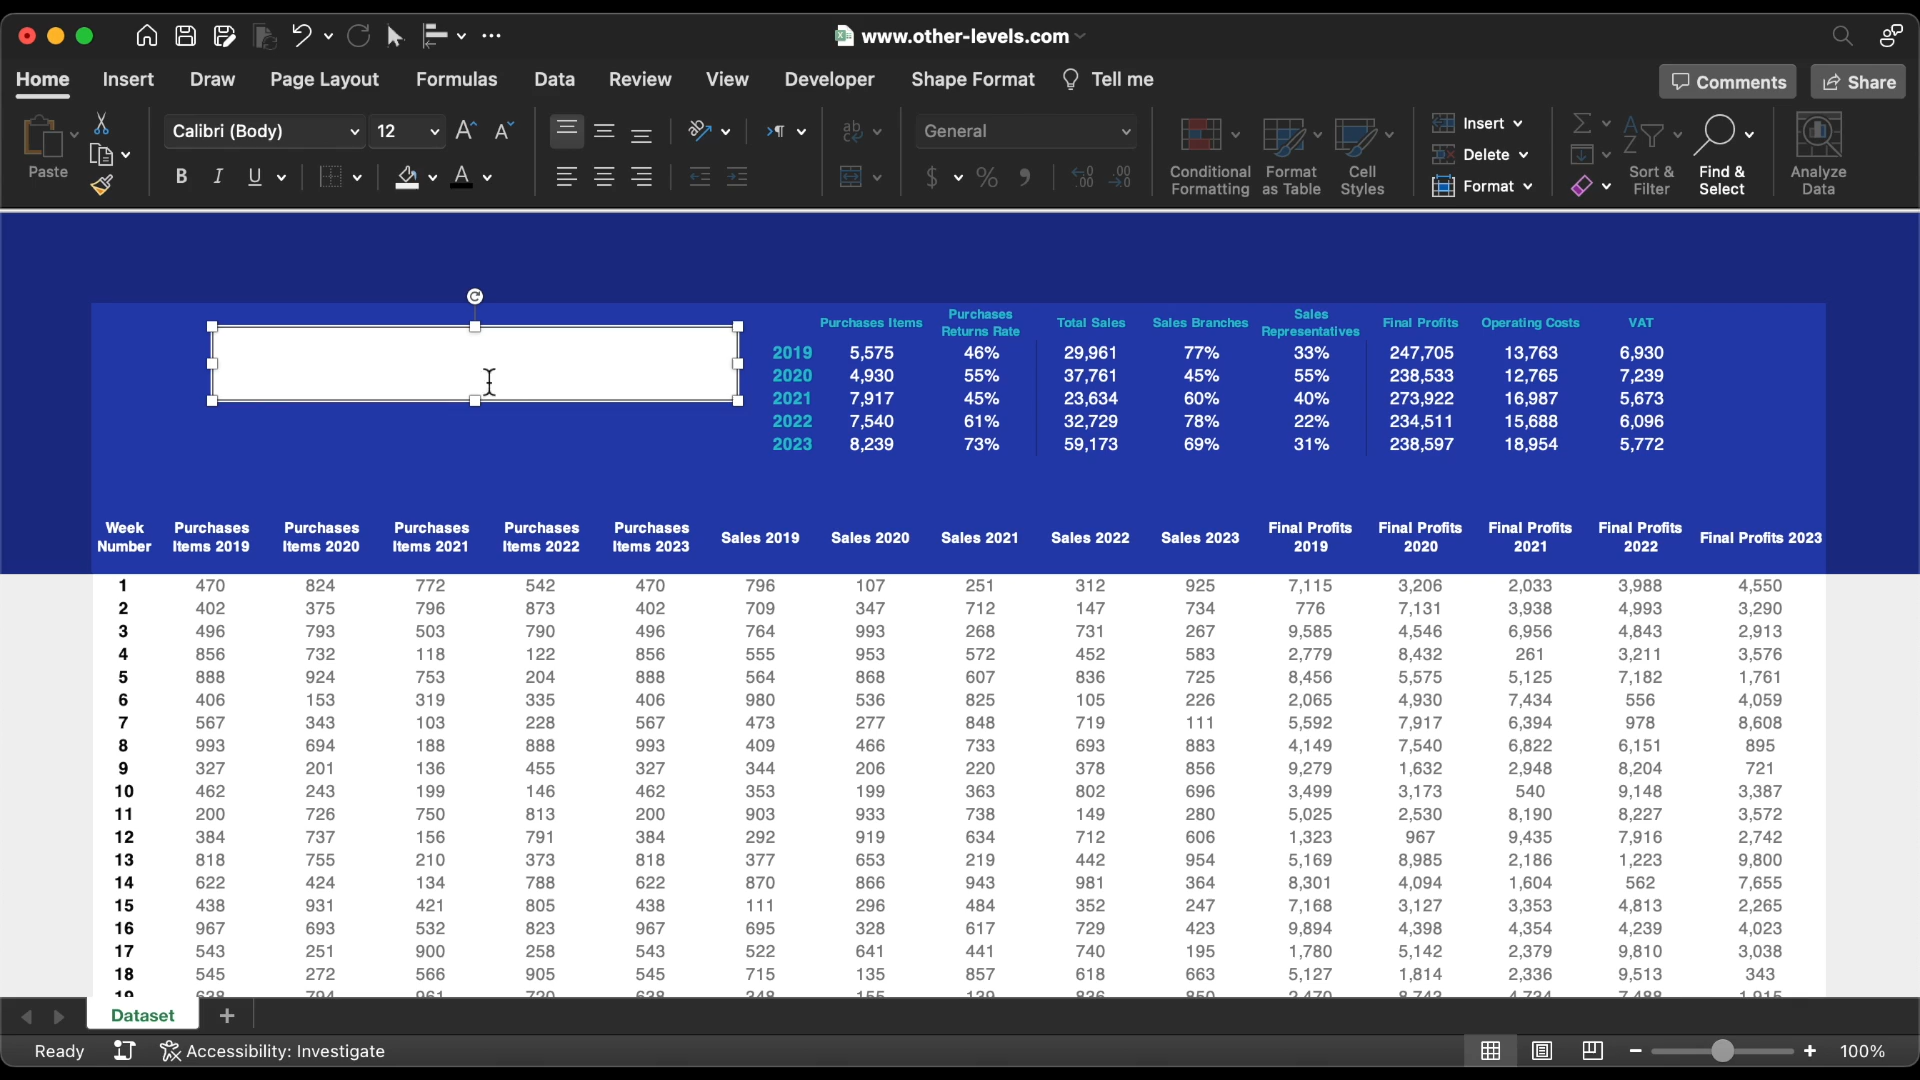 www.other-levels.com
Home Insert Draw Page Layout Formulas Data Review View Developer Shape Format Tell me Comments Share
Paste Calibri (Body) 12 General Conditional Formatting Format as Table Cell Styles Insert Delete Format Sort & Filter Find & Select Analyze Data
Purchases Items Purchases Returns Rate Total Sales Sales Branches Sales Representatives Final Profits Operating Costs VAT
2019 5,575 46% 29,961 77% 33% 247,705 13,763 6,930
2020 4,930 55% 37,761 45% 55% 238,533 12,765 7,239
2021 7,917 45% 23,634 60% 40% 273,922 16,987 5,673
2022 7,540 61% 32,729 78% 22% 234,511 15,688 6,096
2023 8,239 73% 59,173 69% 31% 238,597 18,954 5,772
Week Number Purchases Items 2019 Purchases Items 2020 Purchases Items 2021 Purchases Items 2022 Purchases Items 2023 Sales 2019 Sales 2020 Sales 2021 Sales 2022 Sales 2023 Final Profits 2019 Final Profits 2020 Final Profits 2021 Final Profits 2022 Final Profits 2023
1 470 824 772 542 470 796 107 251 312 925 7,115 3,206 2,033 3,988 4,550
2 402 375 796 873 402 709 347 712 147 734 776 7,131 3,938 4,993 3,290
3 496 793 503 790 496 764 993 268 731 267 9,585 4,546 6,956 4,843 2,913
4 856 732 118 122 856 555 953 572 452 583 2,779 8,432 261 3,211 3,576
5 888 924 753 204 888 564 868 607 836 725 8,456 5,575 5,125 7,182 1,761
6 406 153 319 335 406 980 536 825 105 226 2,065 4,930 7,434 556 4,059
7 567 343 103 228 567 473 277 848 719 111 5,592 7,917 6,394 978 8,608
8 993 694 188 888 993 409 466 733 693 883 4,149 7,540 6,822 6,151 895
9 327 201 136 455 327 344 206 220 378 856 9,279 1,632 2,948 8,204 721
10 462 243 199 146 462 353 199 363 802 696 3,499 3,173 540 9,148 3,387
11 200 726 750 813 200 903 933 738 149 280 5,025 2,530 8,190 8,227 3,572
12 384 737 156 791 384 292 919 634 712 606 1,323 967 9,435 7,916 2,742
13 818 755 210 373 818 377 653 219 442 954 5,169 8,985 2,186 1,223 9,800
14 622 424 134 788 622 870 866 943 981 364 8,301 4,094 1,604 562 7,655
15 438 931 421 805 438 111 296 484 352 247 7,168 3,127 3,353 4,813 2,265
16 967 693 532 823 967 695 328 617 729 423 9,894 4,398 4,354 4,239 4,023
17 543 251 900 258 543 522 641 441 740 195 1,780 5,142 2,379 9,810 3,038
18 545 272 566 905 545 715 135 857 618 663 5,127 1,814 2,336 9,513 343
Dataset
Ready Accessibility: Investigate 100%